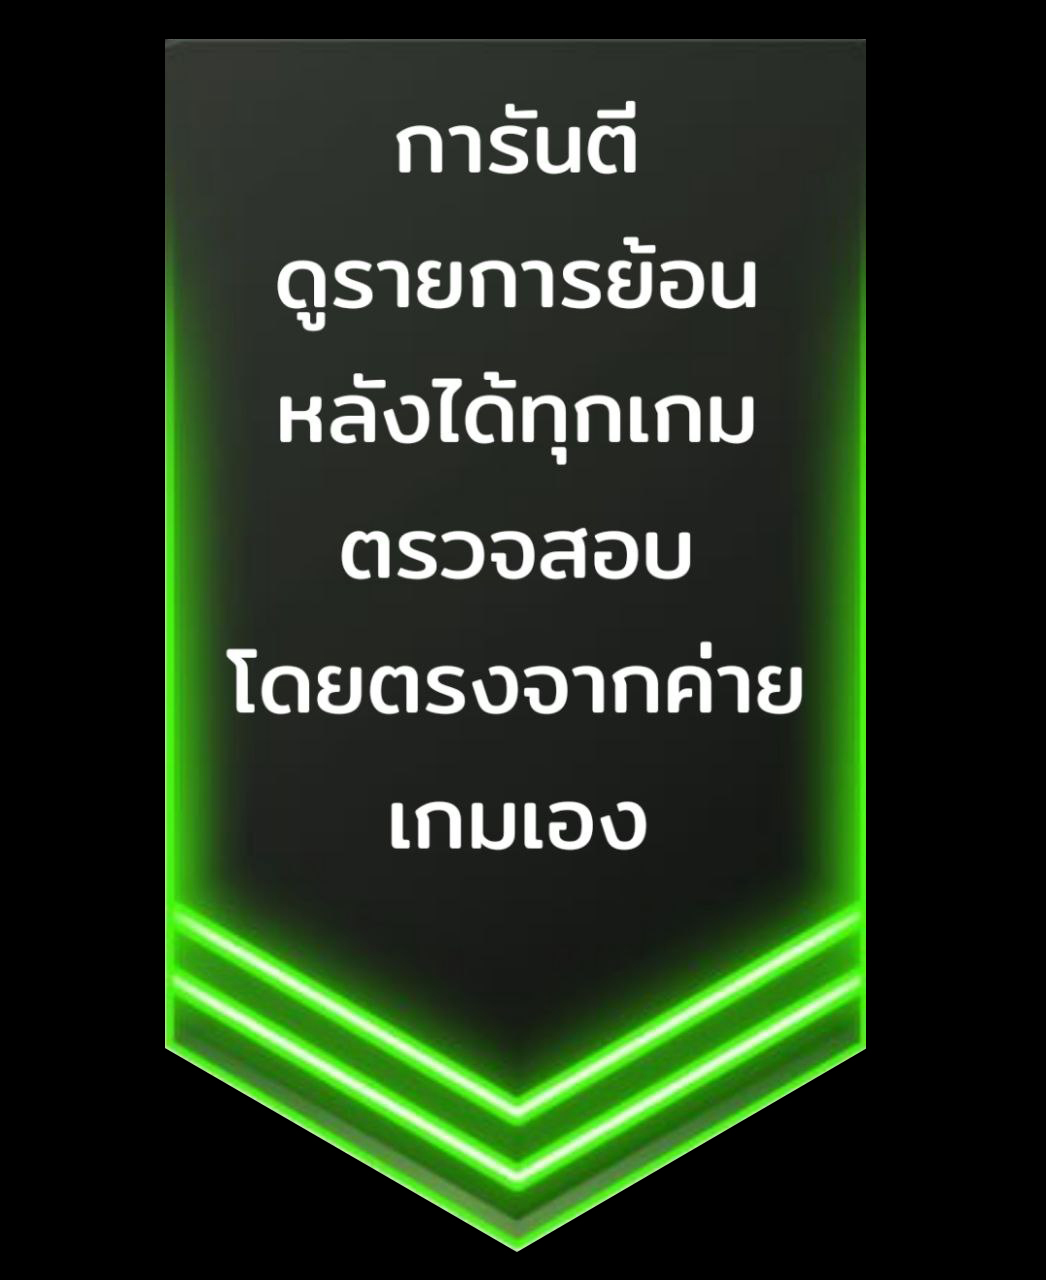 การันตี
ดูรายการย้อน
หลังได้ทุกเกม
ตรวจสอบ
โดยตรงจากค่าย
เกมเอง